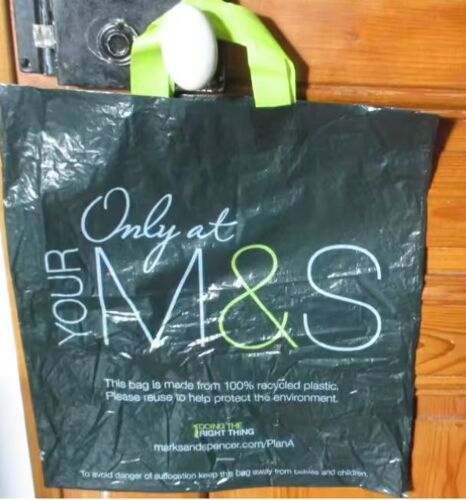 Only at
YOUR
M&S
This bag is made from 100% recycled plastic.
Please reuse to help protect the environment.
DOING THE
RIGHT THING
marksandspencer.com/PlanA
To avoid danger of suffocation keep this bag away from babies and children.